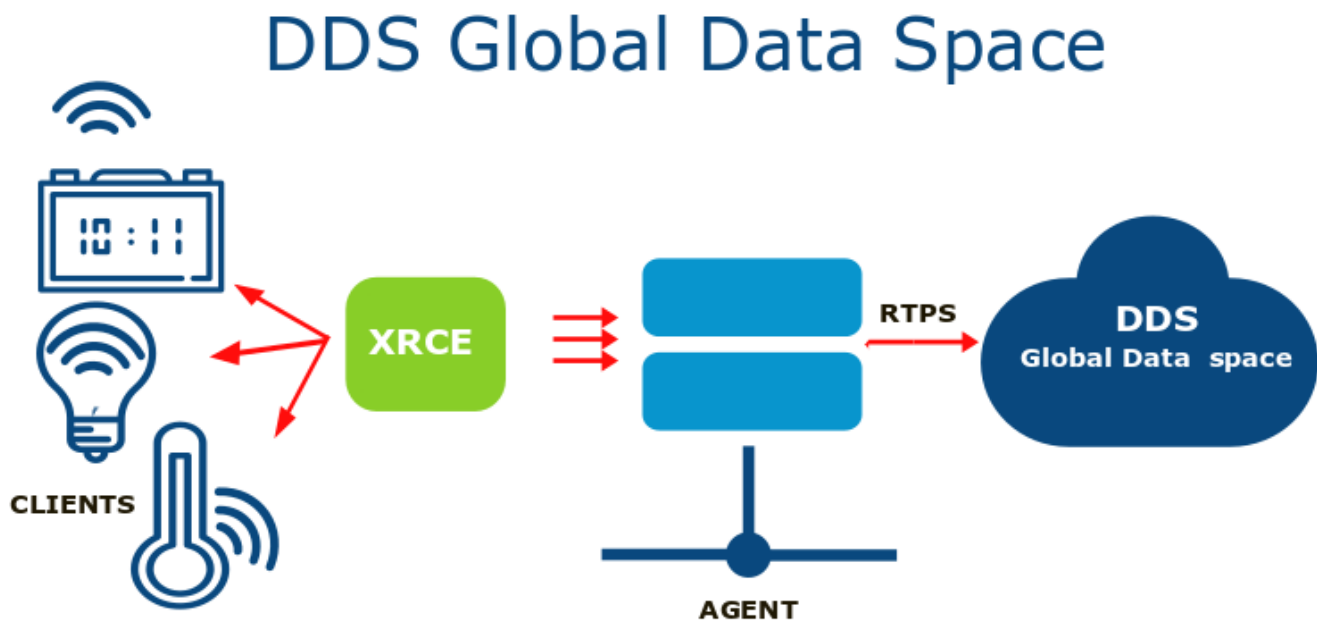 DDS Global Data Space
10:11
XRCE
RTPS
DDS
Global Data space
CLIENTS
AGENT